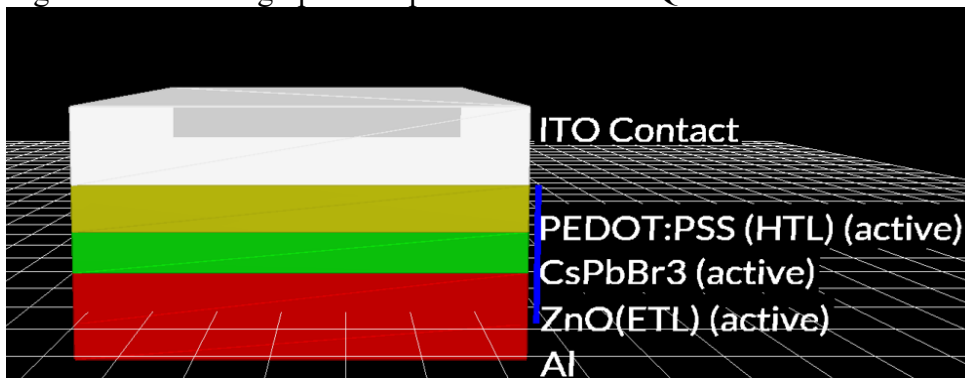 ITO Contact
PEDOT:PSS (HTL) (active)
CsPbBr3 (active)
ZnO(ETL) (active)
Al